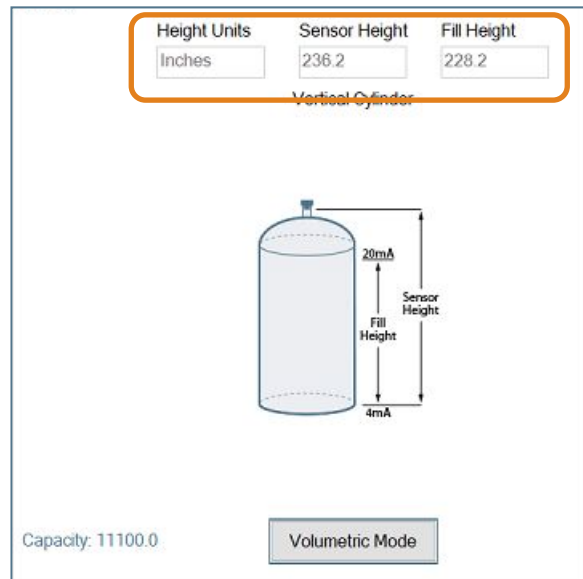 Height Units Sensor Height Fill Height
Inches 236.2 228.2
Vertical Cylinder
20mA
Sensor
Height
Fill
Height
4mA
Capacity: 11100.0 Volumetric Mode